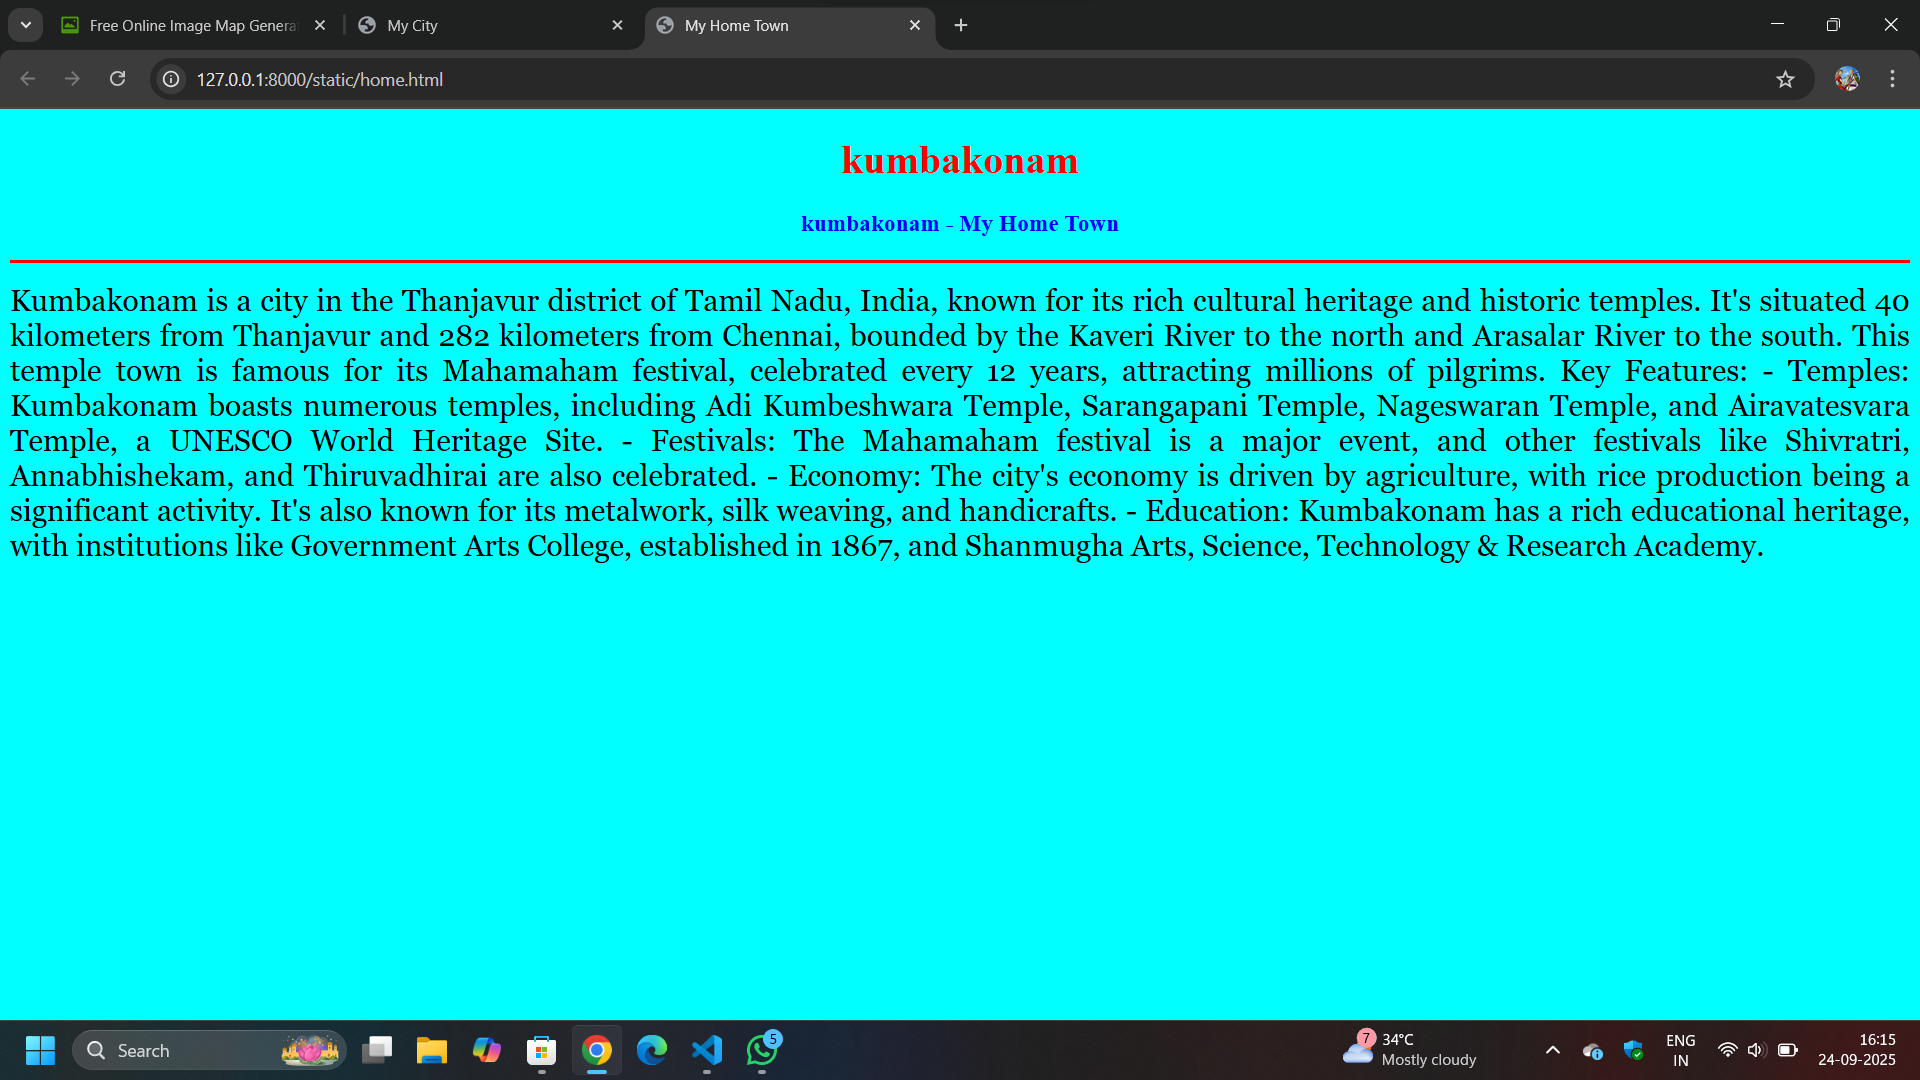 Free Online Image Map Genera
My City
My Home Town
127.0.0.1:8000/static/home.html
kumbakonam
kumbakonam - My Home Town
Kumbakonam is a city in the Thanjavur district of Tamil Nadu, India, known for its rich cultural heritage and historic temples. It's situated 40
kilometers from Thanjavur and 282 kilometers from Chennai, bounded by the Kaveri River to the north and Arasalar River to the south. This
temple town is famous for its Mahamaham festival, celebrated every 12 years, attracting millions of pilgrims. Key Features: - Temples:
Kumbakonam boasts numerous temples, including Adi Kumbeshwara Temple, Sarangapani Temple, Nageswaran Temple, and Airavatesvara
Temple, a UNESCO World Heritage Site. - Festivals: The Mahamaham festival is a major event, and other festivals like Shivratri,
Annabhishekam, and Thiruvadhirai are also celebrated. - Economy: The city's economy is driven by agriculture, with rice production being a
significant activity. It's also known for its metalwork, silk weaving, and handicrafts. - Education: Kumbakonam has a rich educational heritage,
with institutions like Government Arts College, established in 1867, and Shanmugha Arts, Science, Technology & Research Academy.
Search
5
7
34°C
Mostly cloudy
ENG
IN
16:15
24-09-2025